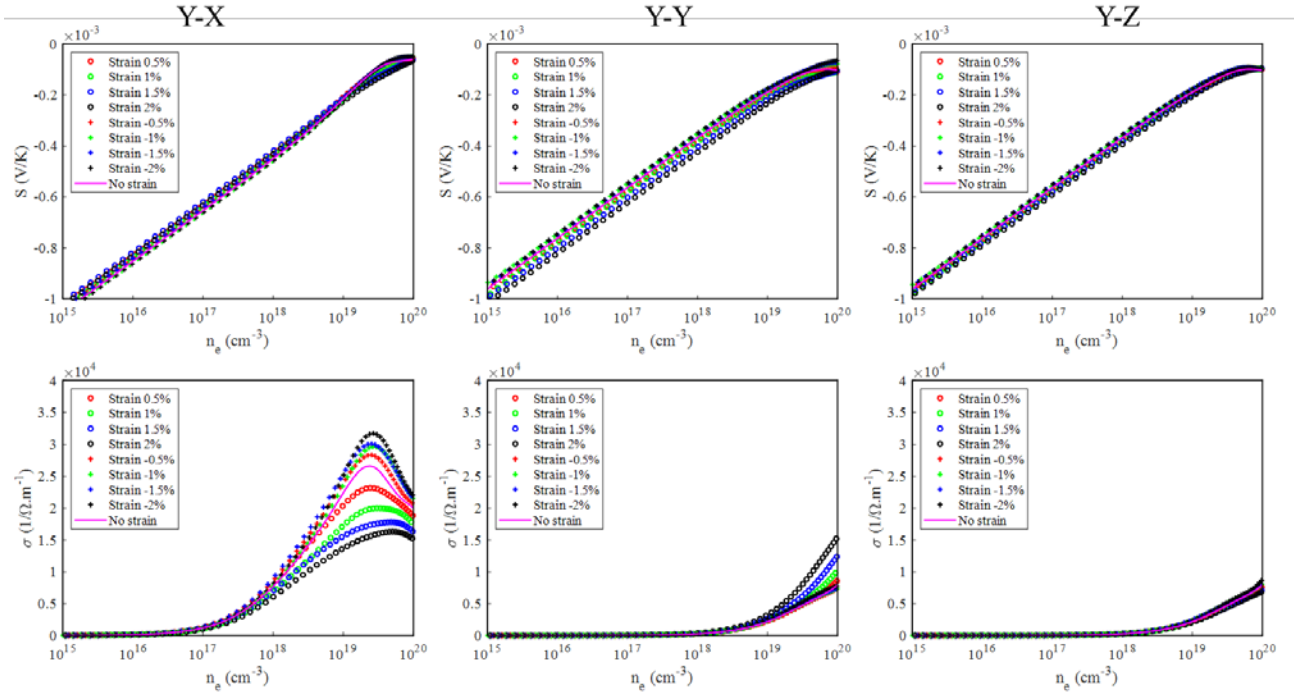 Y-X
Y-Y
Y-Z
×10⁻³
0
-0.2
-0.4
-0.6
-0.8
-1
S (V/K)
Strain 0.5%
Strain 1%
Strain 1.5%
Strain 2%
Strain -0.5%
Strain -1%
Strain -1.5%
Strain -2%
No strain
10¹⁵ 10¹⁶ 10¹⁷ 10¹⁸ 10¹⁹ 10²⁰
nₑ (cm⁻³)
×10⁻³
0
-0.2
-0.4
-0.6
-0.8
-1
S (V/K)
Strain 0.5%
Strain 1%
Strain 1.5%
Strain 2%
Strain -0.5%
Strain -1%
Strain -1.5%
Strain -2%
No strain
10¹⁵ 10¹⁶ 10¹⁷ 10¹⁸ 10¹⁹ 10²⁰
nₑ (cm⁻³)
×10⁻³
0
-0.2
-0.4
-0.6
-0.8
-1
S (V/K)
Strain 0.5%
Strain 1%
Strain 1.5%
Strain 2%
Strain -0.5%
Strain -1%
Strain -1.5%
Strain -2%
No strain
10¹⁵ 10¹⁶ 10¹⁷ 10¹⁸ 10¹⁹ 10²⁰
nₑ (cm⁻³)
×10⁴
4
3.5
3
2.5
2
1.5
1
0.5
0
σ (1/Ω.m⁻¹)
Strain 0.5%
Strain 1%
Strain 1.5%
Strain 2%
Strain -0.5%
Strain -1%
Strain -1.5%
Strain -2%
No strain
10¹⁵ 10¹⁶ 10¹⁷ 10¹⁸ 10¹⁹ 10²⁰
nₑ (cm⁻³)
×10⁴
4
3.5
3
2.5
2
1.5
1
0.5
0
σ (1/Ω.m⁻¹)
Strain 0.5%
Strain 1%
Strain 1.5%
Strain 2%
Strain -0.5%
Strain -1%
Strain -1.5%
Strain -2%
No strain
10¹⁵ 10¹⁶ 10¹⁷ 10¹⁸ 10¹⁹ 10²⁰
nₑ (cm⁻³)
×10⁴
4
3.5
3
2.5
2
1.5
1
0.5
0
σ (1/Ω.m⁻¹)
Strain 0.5%
Strain 1%
Strain 1.5%
Strain 2%
Strain -0.5%
Strain -1%
Strain -1.5%
Strain -2%
No strain
10¹⁵ 10¹⁶ 10¹⁷ 10¹⁸ 10¹⁹ 10²⁰
nₑ (cm⁻³)